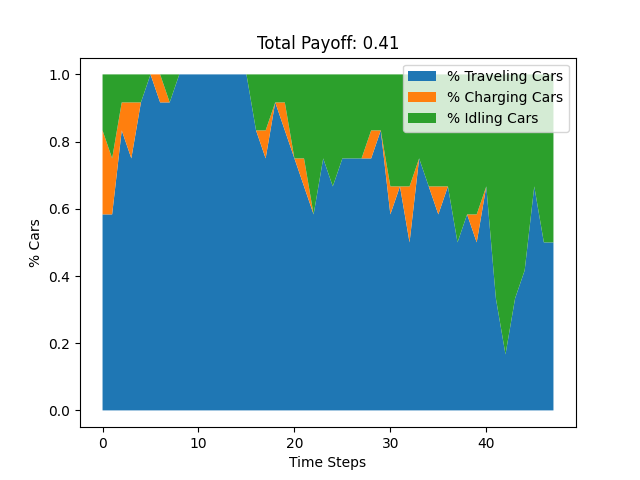 Total Payoff: 0.41
% Traveling Cars
% Charging Cars
% Idling Cars
1.0
0.8
0.6
0.4
0.2
0.0
% Cars
0
10
20
30
40
Time Steps